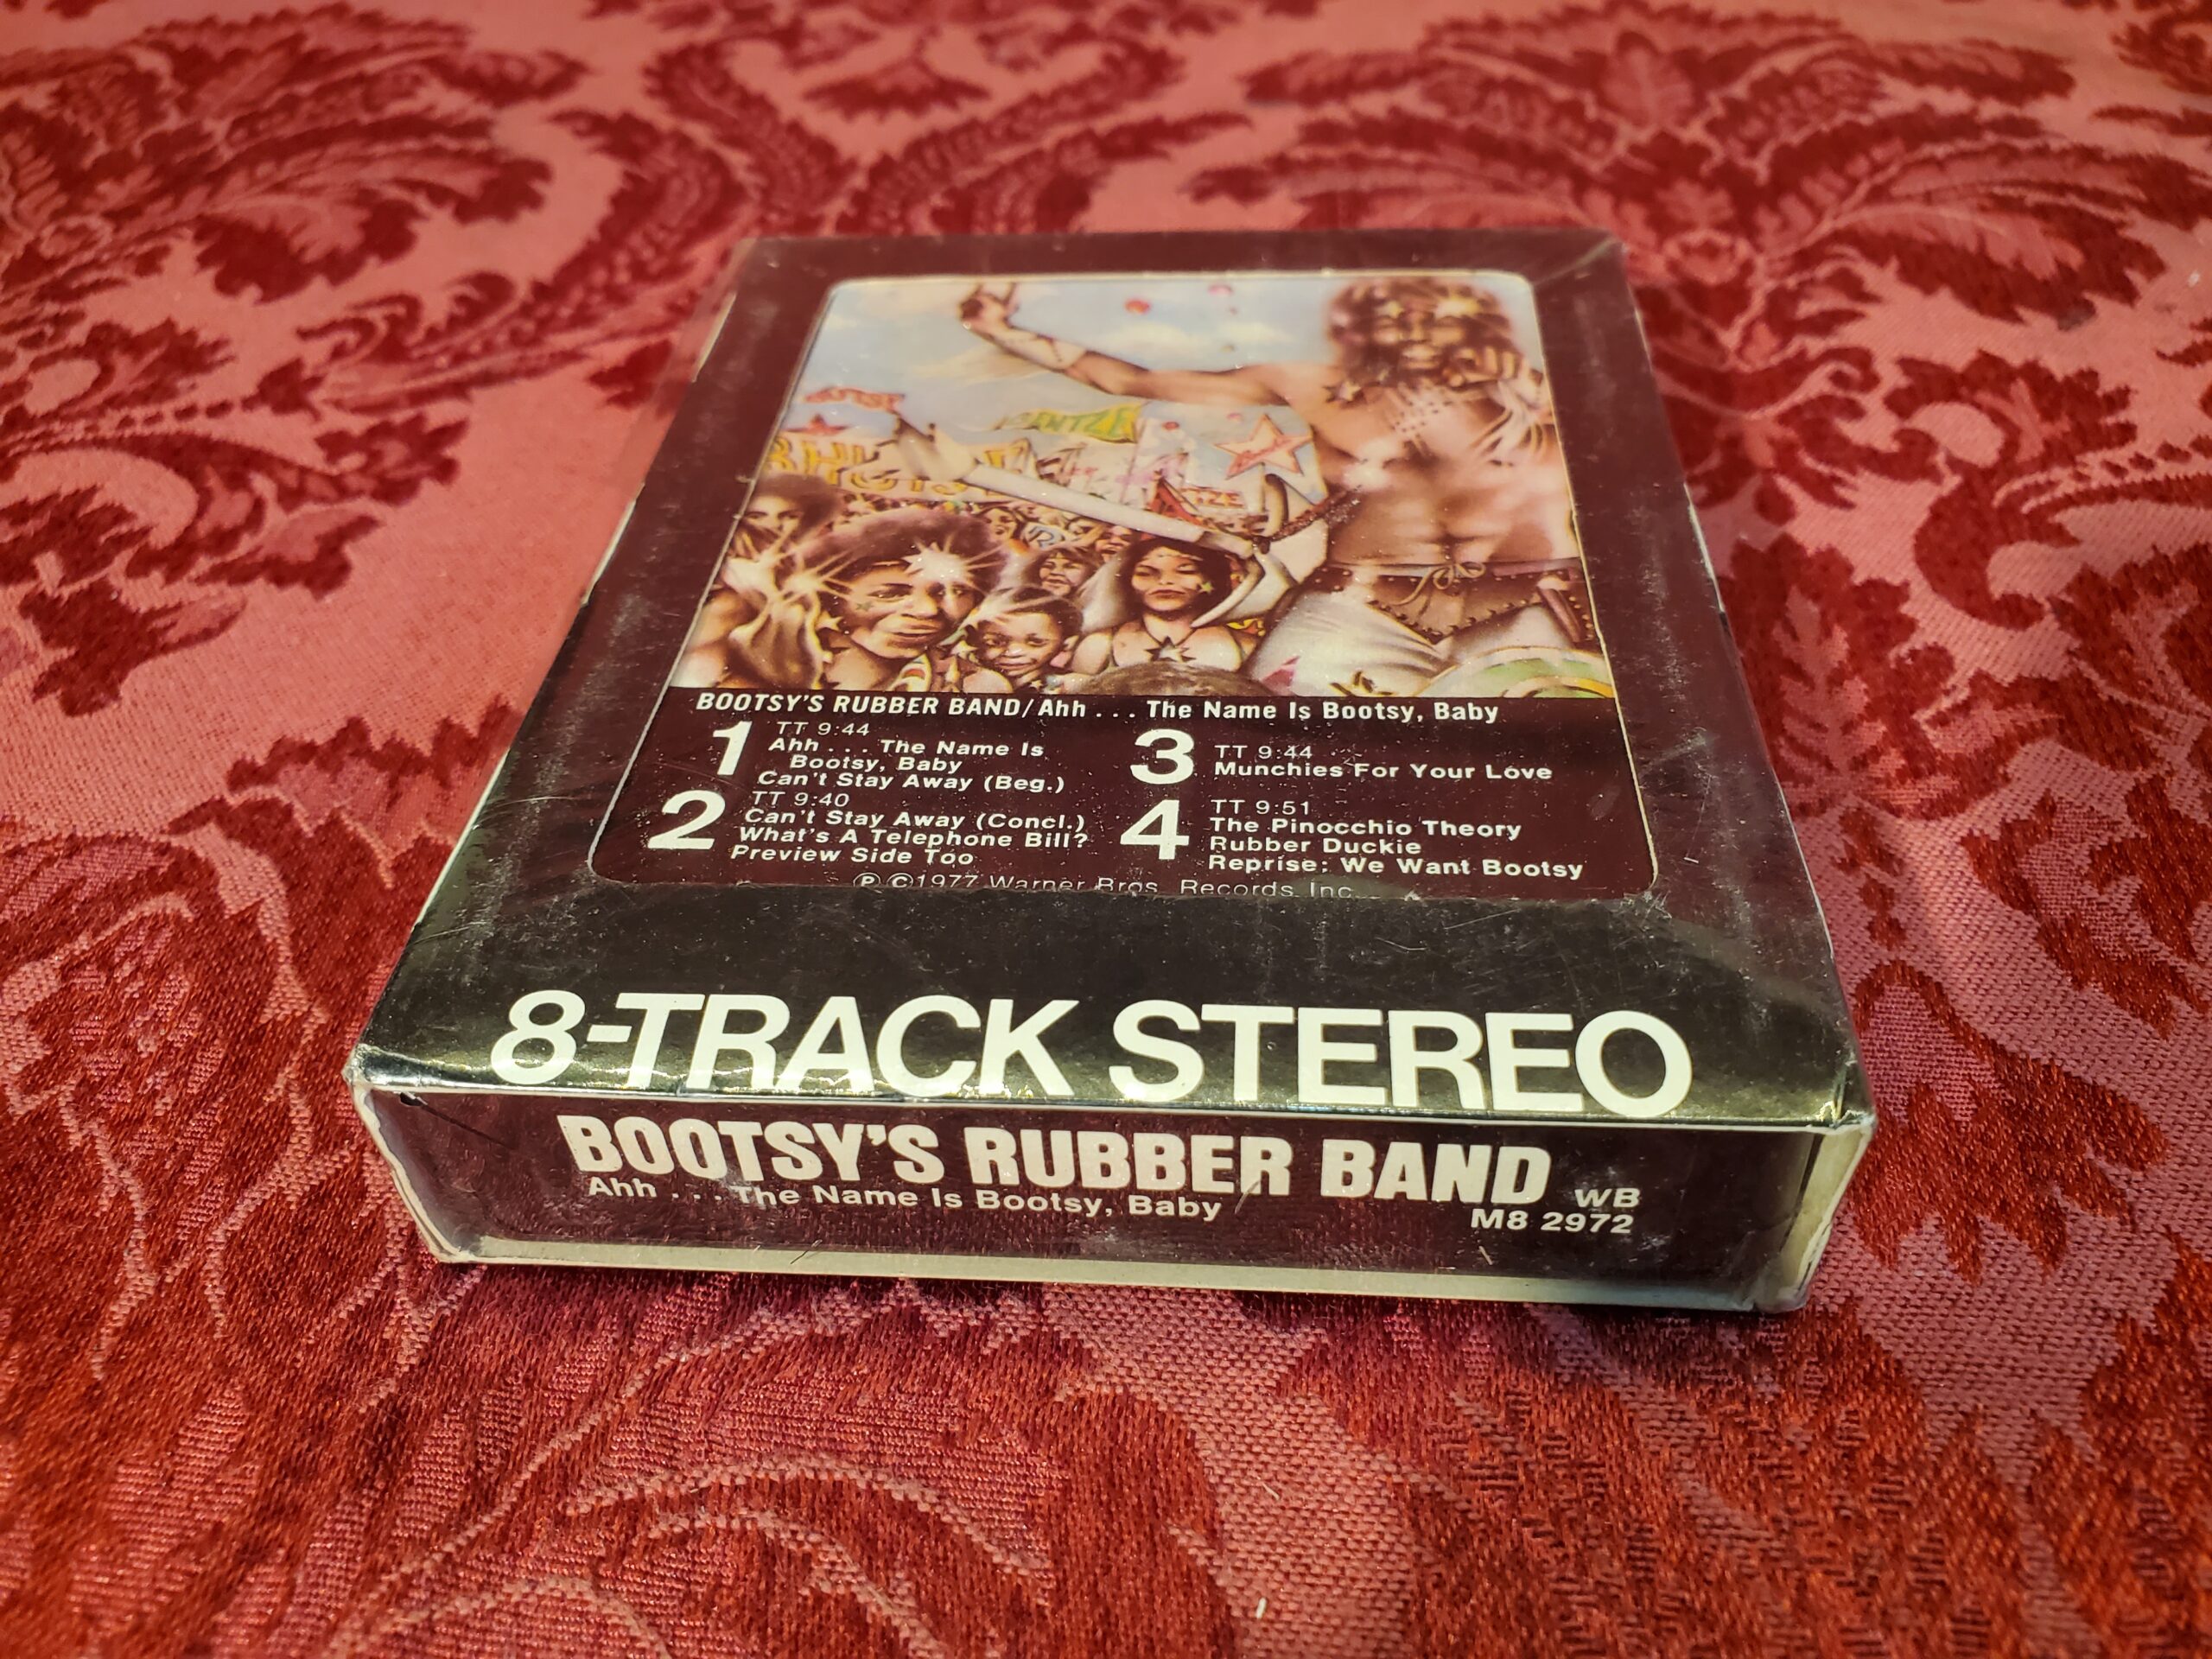 BOOTSY'S RUBBER BAND/Ahh . . . The Name Is Bootsy, Baby
1
TT 9:44
Ahh . . . The Name Is
Bootsy, Baby
Can't Stay Away (Beg.)
2
TT 9:40
Can't Stay Away (Concl.)
What's A Telephone Bill?
Preview Side Too
3
TT 9:44
Munchies For Your Love
4
TT 9:51
The Pinocchio Theory
Rubber Duckie
Reprise: We Want Bootsy
Ⓟ ©1977 Warner Bros. Records Inc.
8-TRACK STEREO
BOOTSY'S RUBBER BAND
Ahh . . . The Name Is Bootsy, Baby
WB
M8 2972